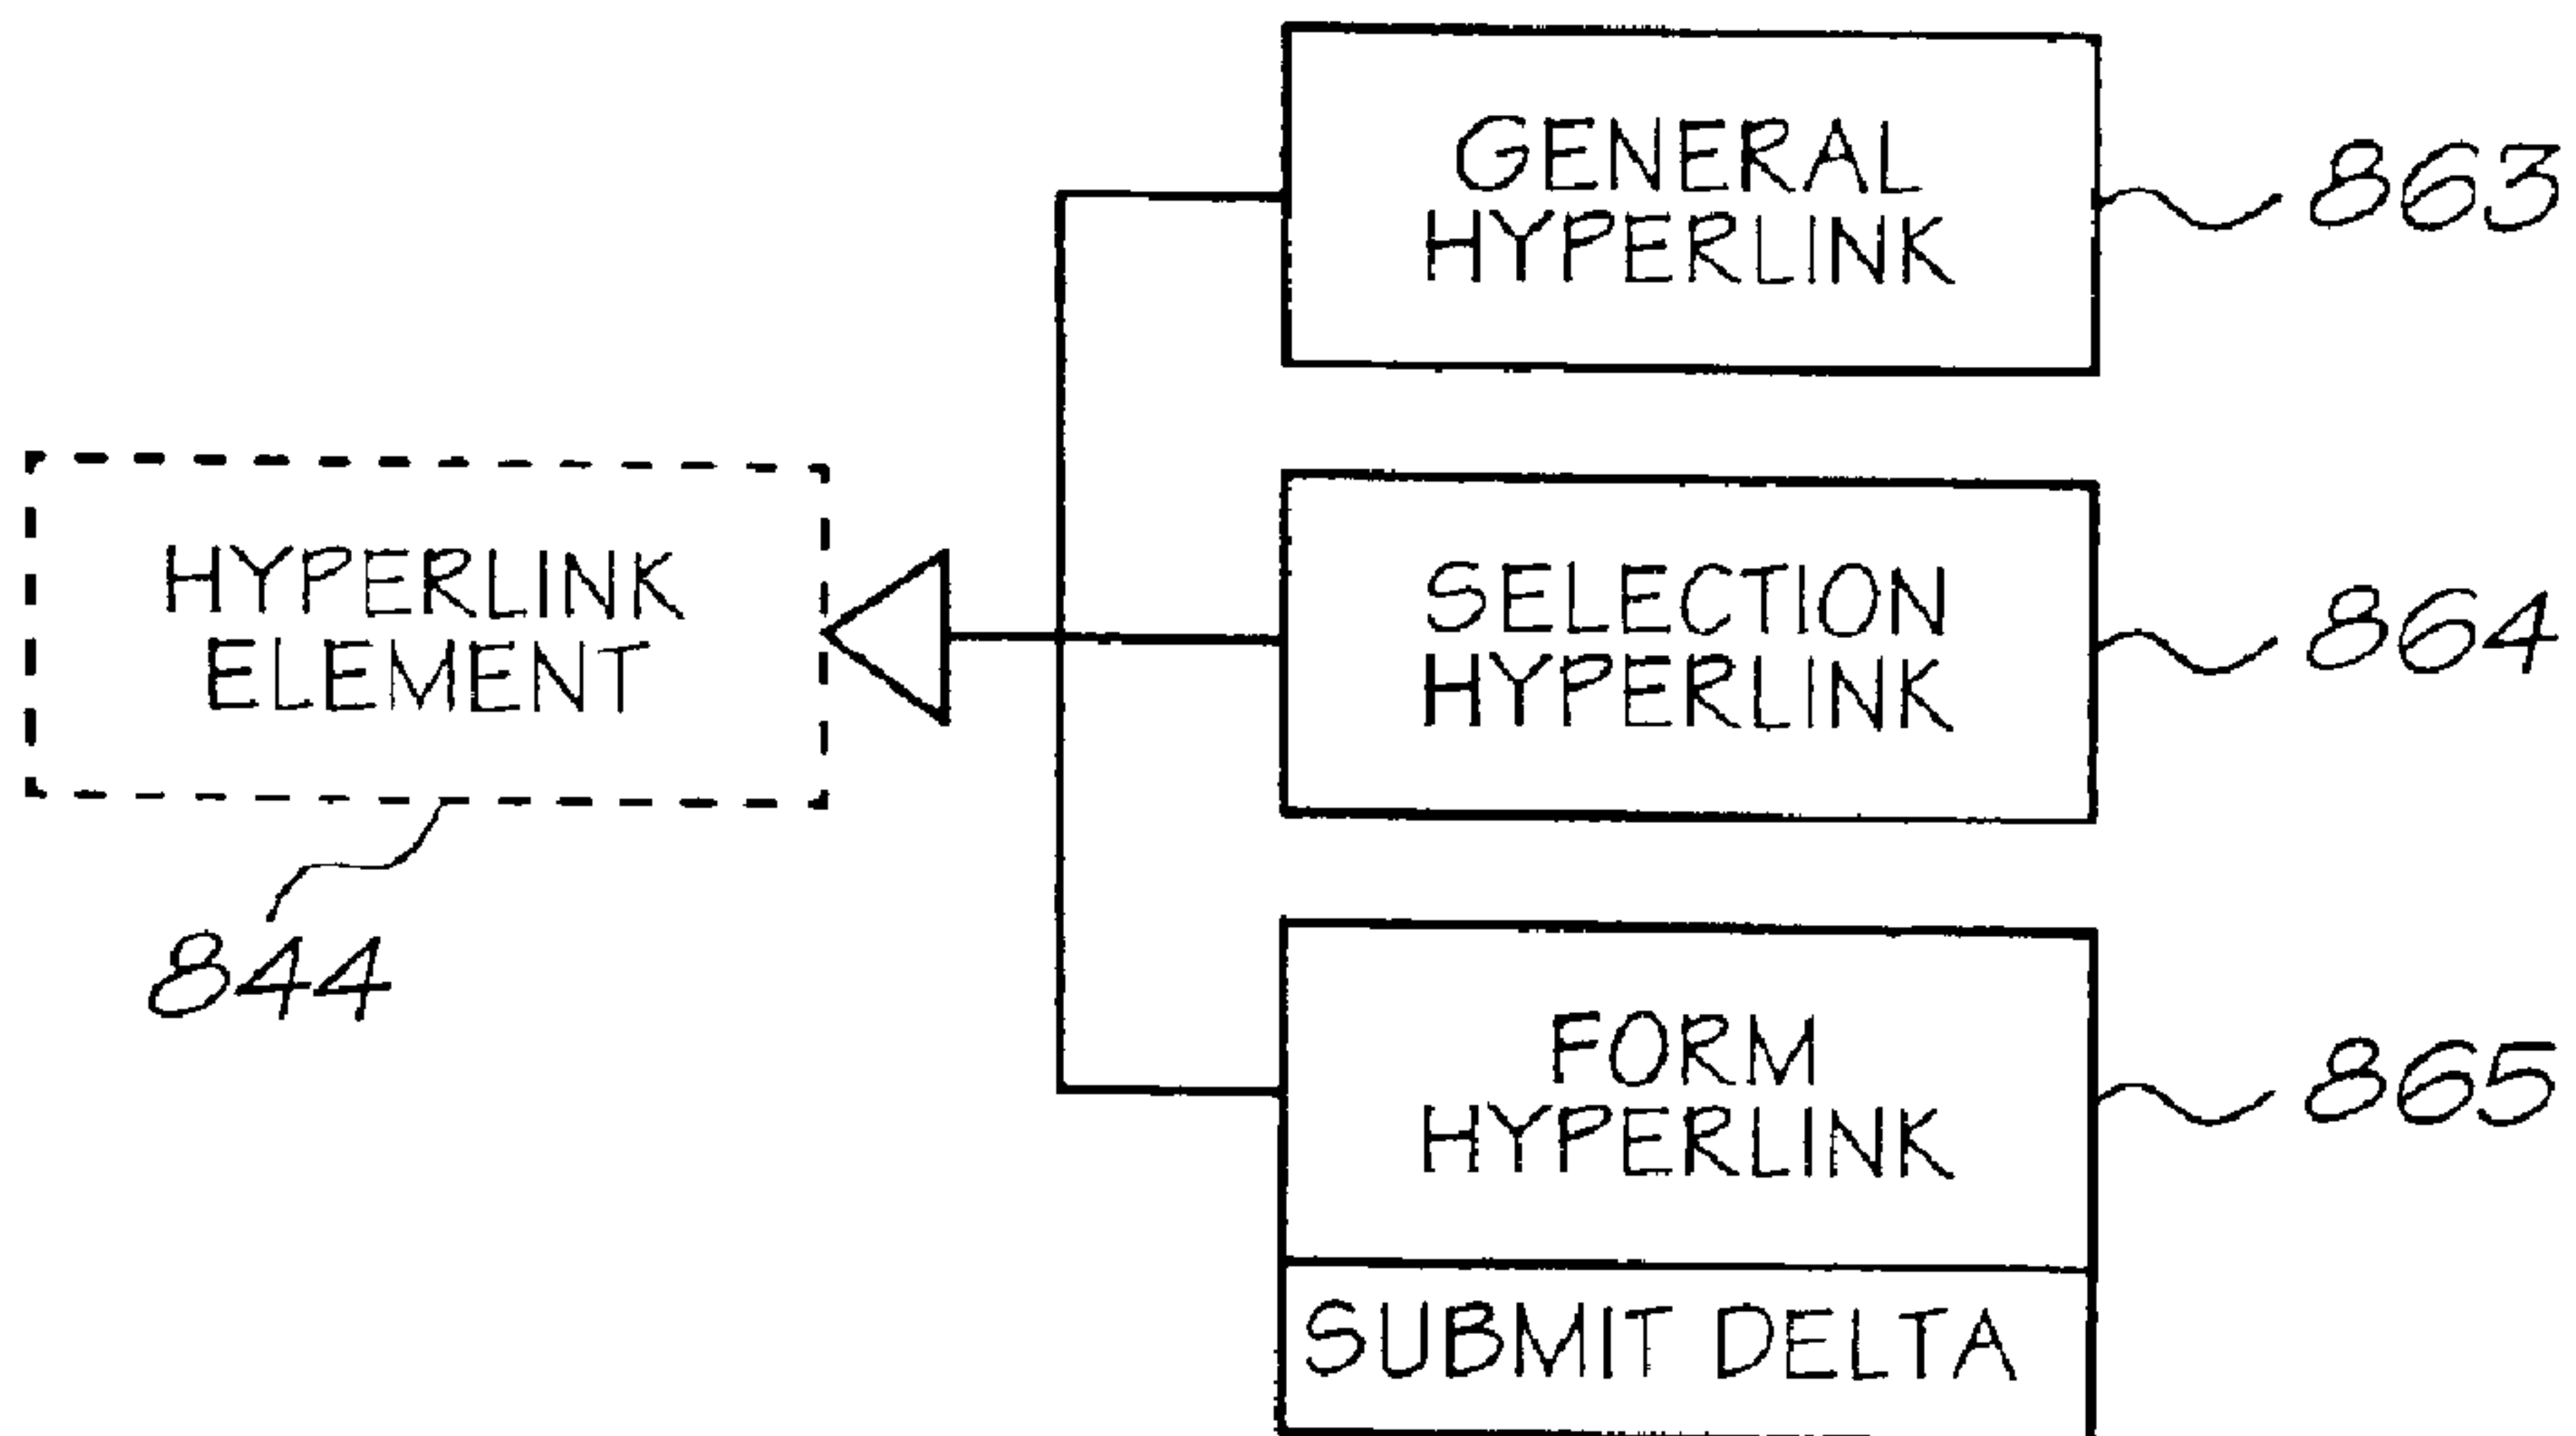 GENERAL
HYPERLINK
863
HYPERLINK
ELEMENT
844
SELECTION
HYPERLINK
864
FORM
HYPERLINK
865
SUBMIT DELTA